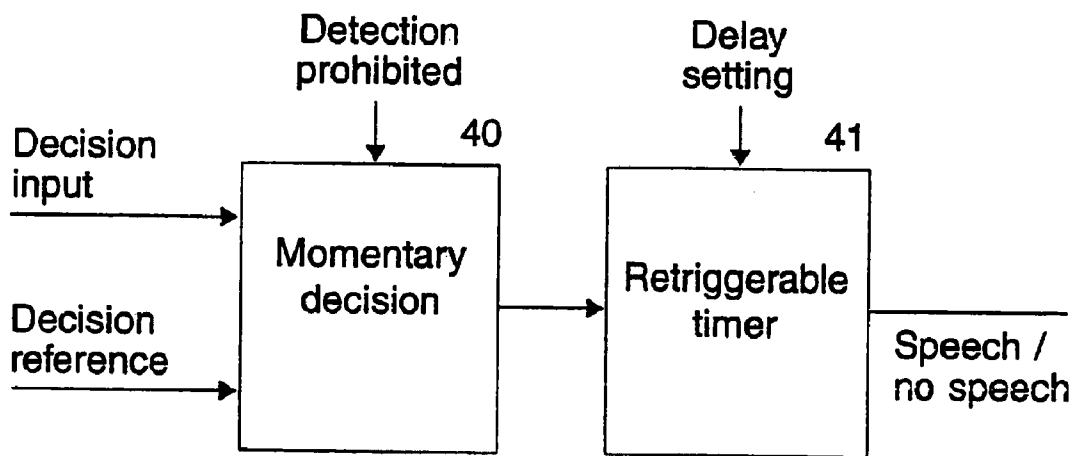 Detection
prohibited
Delay
setting
40
41
Decision
input
Momentary
decision
Retriggerable
timer
Decision
reference
Speech /
no speech